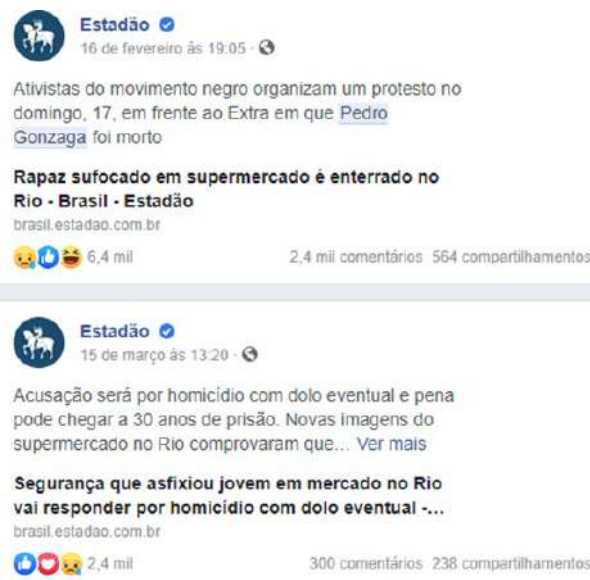 Estadão
16 de fevereiro às 19:05 ·
Ativistas do movimento negro organizam um protesto no
domingo, 17, em frente ao Extra em que Pedro
Gonzaga foi morto
Rapaz sufocado em supermercado é enterrado no
Rio - Brasil - Estadão
brasil.estadao.com.br
6,4 mil 2,4 mil comentários 564 compartilhamentos
Estadão
15 de março às 13:20 ·
Acusação será por homicídio com dolo eventual e pena
pode chegar a 30 anos de prisão. Novas imagens do
supermercado no Rio comprovaram que... Ver mais
Segurança que asfixiou jovem em mercado no Rio
vai responder por homicídio com dolo eventual -...
brasil.estadao.com.br
2,4 mil 300 comentários 238 compartilhamentos